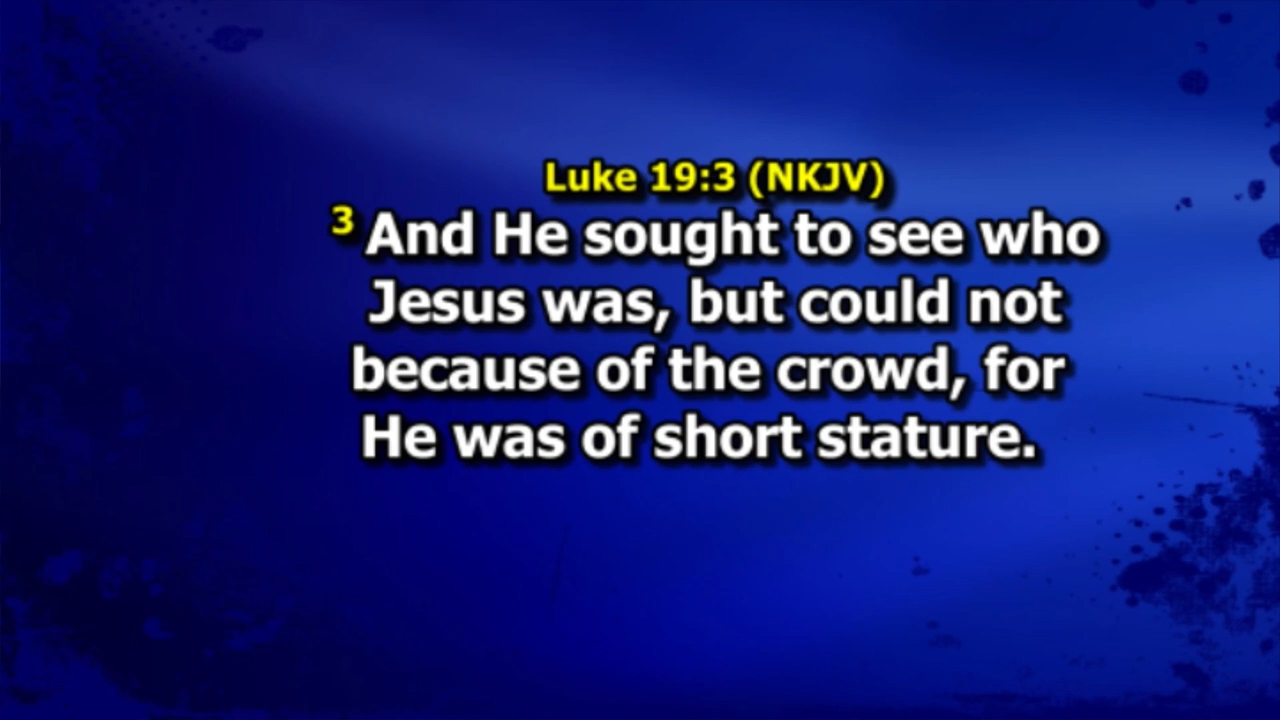 Luke 19:3 (NKJV)
3 And He sought to see who
Jesus was, but could not
because of the crowd, for
He was of short stature.